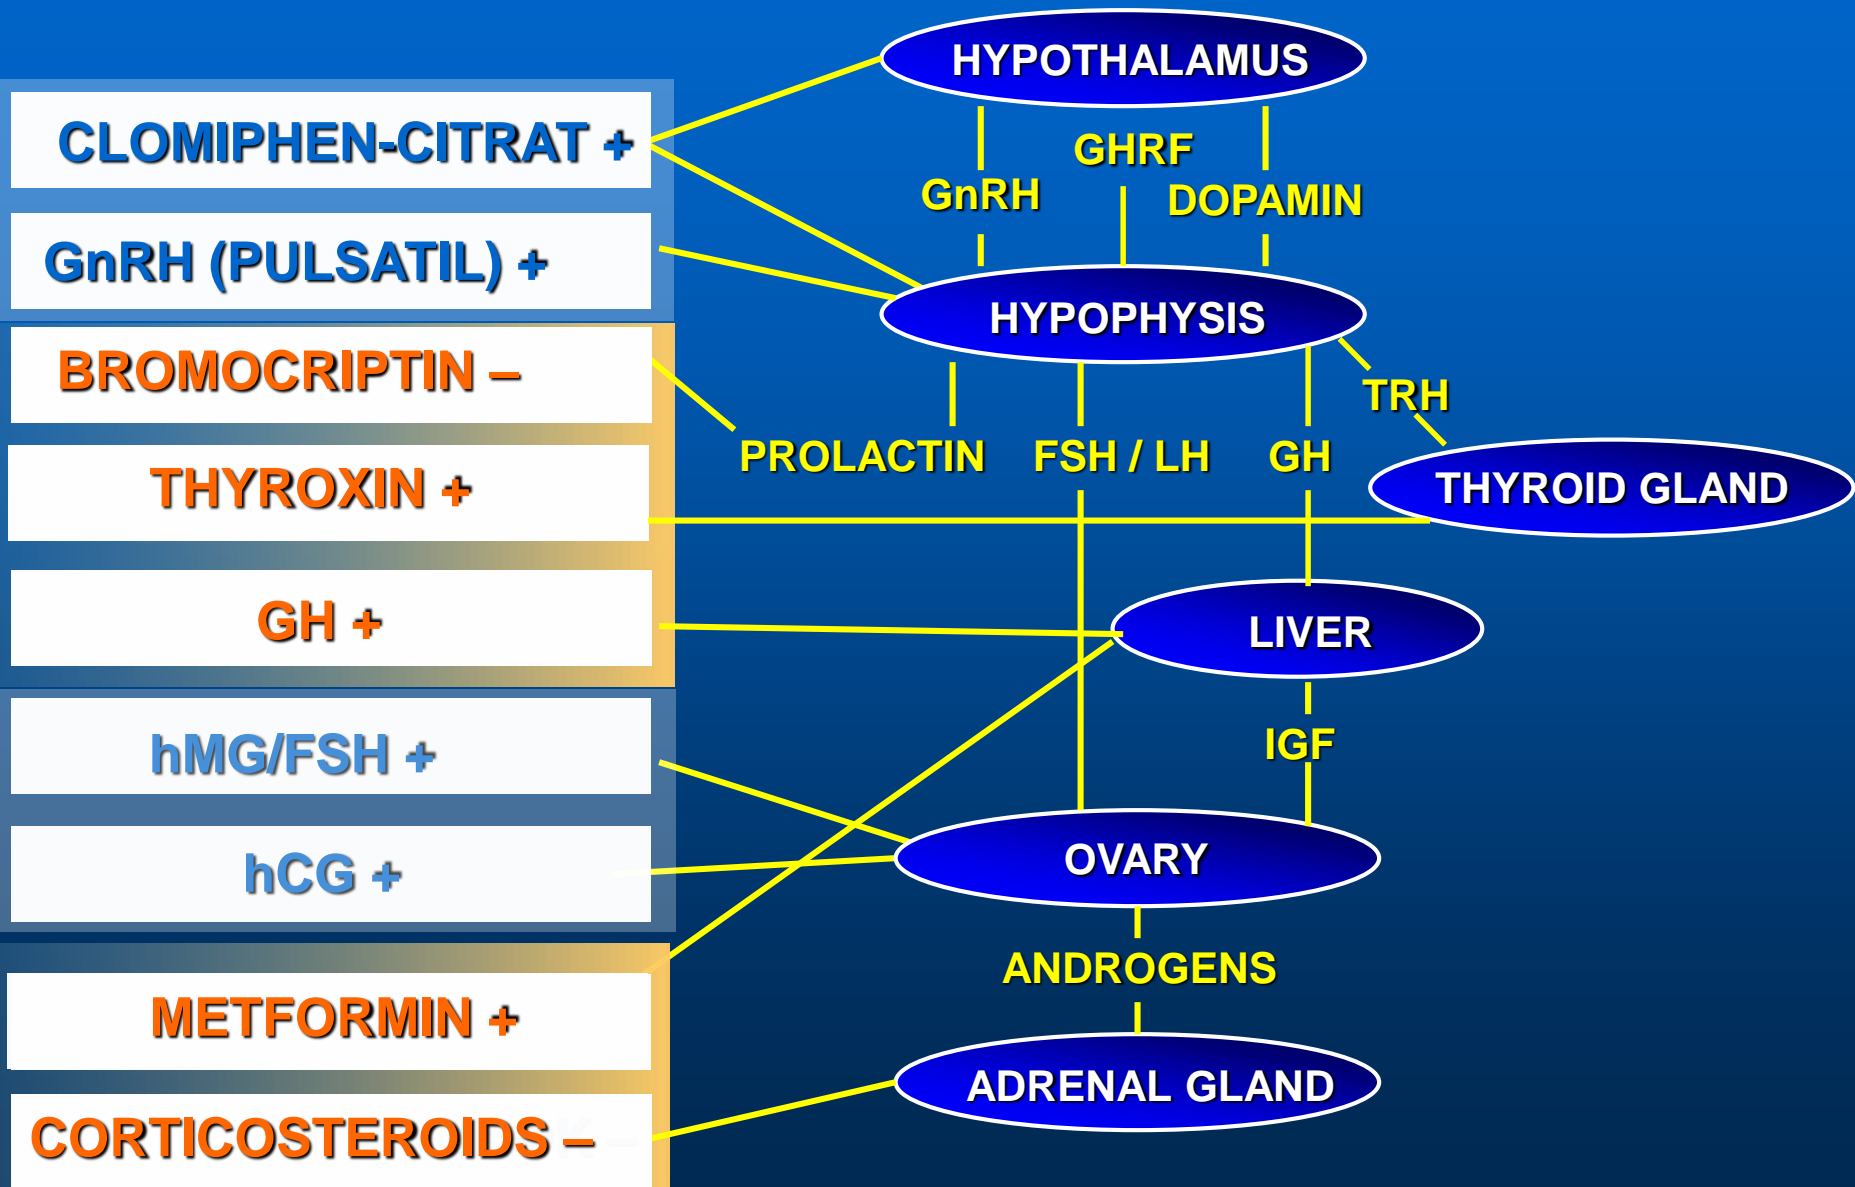 HYPOTHALAMUS
CLOMIPHEN-CITRAT +
GHRF
GnRH
DOPAMIN
GnRH (PULSATIL) +
HYPOPHYSIS
BROMOCRIPTIN –
TRH
PROLACTIN
FSH / LH
GH
THYROXIN +
THYROID GLAND
GH +
LIVER
hMG/FSH +
IGF
hCG +
OVARY
ANDROGENS
METFORMIN +
ADRENAL GLAND
CORTICOSTEROIDS –